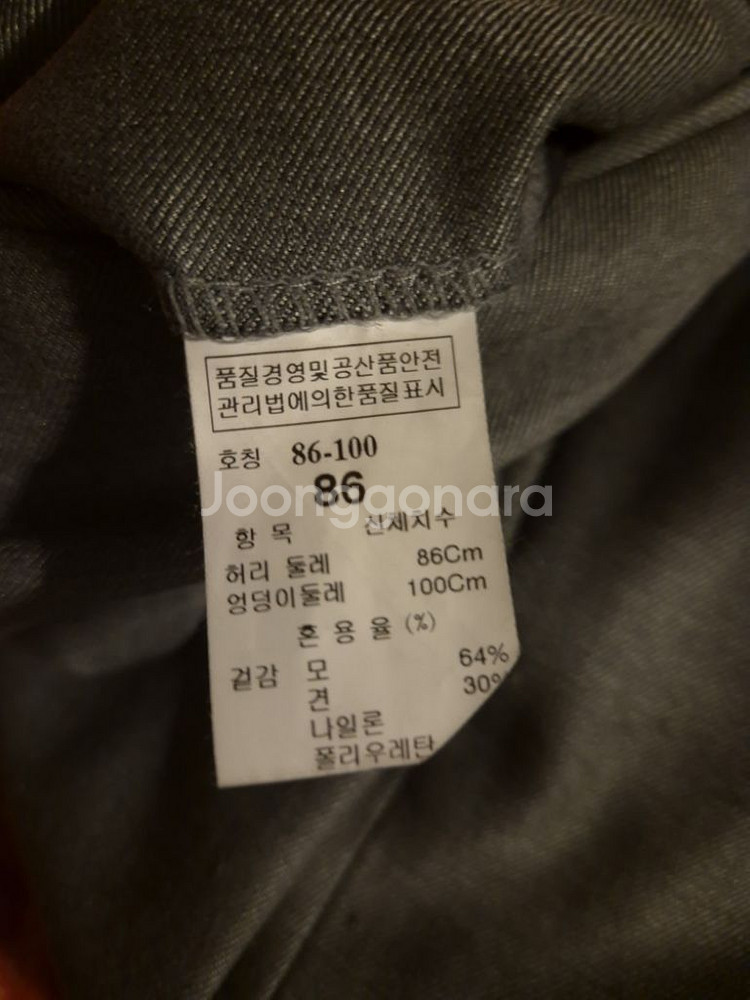 품질경영및공산품안전
관리법에의한품질표시
호칭 86-100
86
Joongaonara
항 목 신체치수
허리 둘레 86Cm
엉덩이둘레 100Cm
혼 용 율 (%)
겉감 모 64%
견 30%
나일론
폴리우레탄